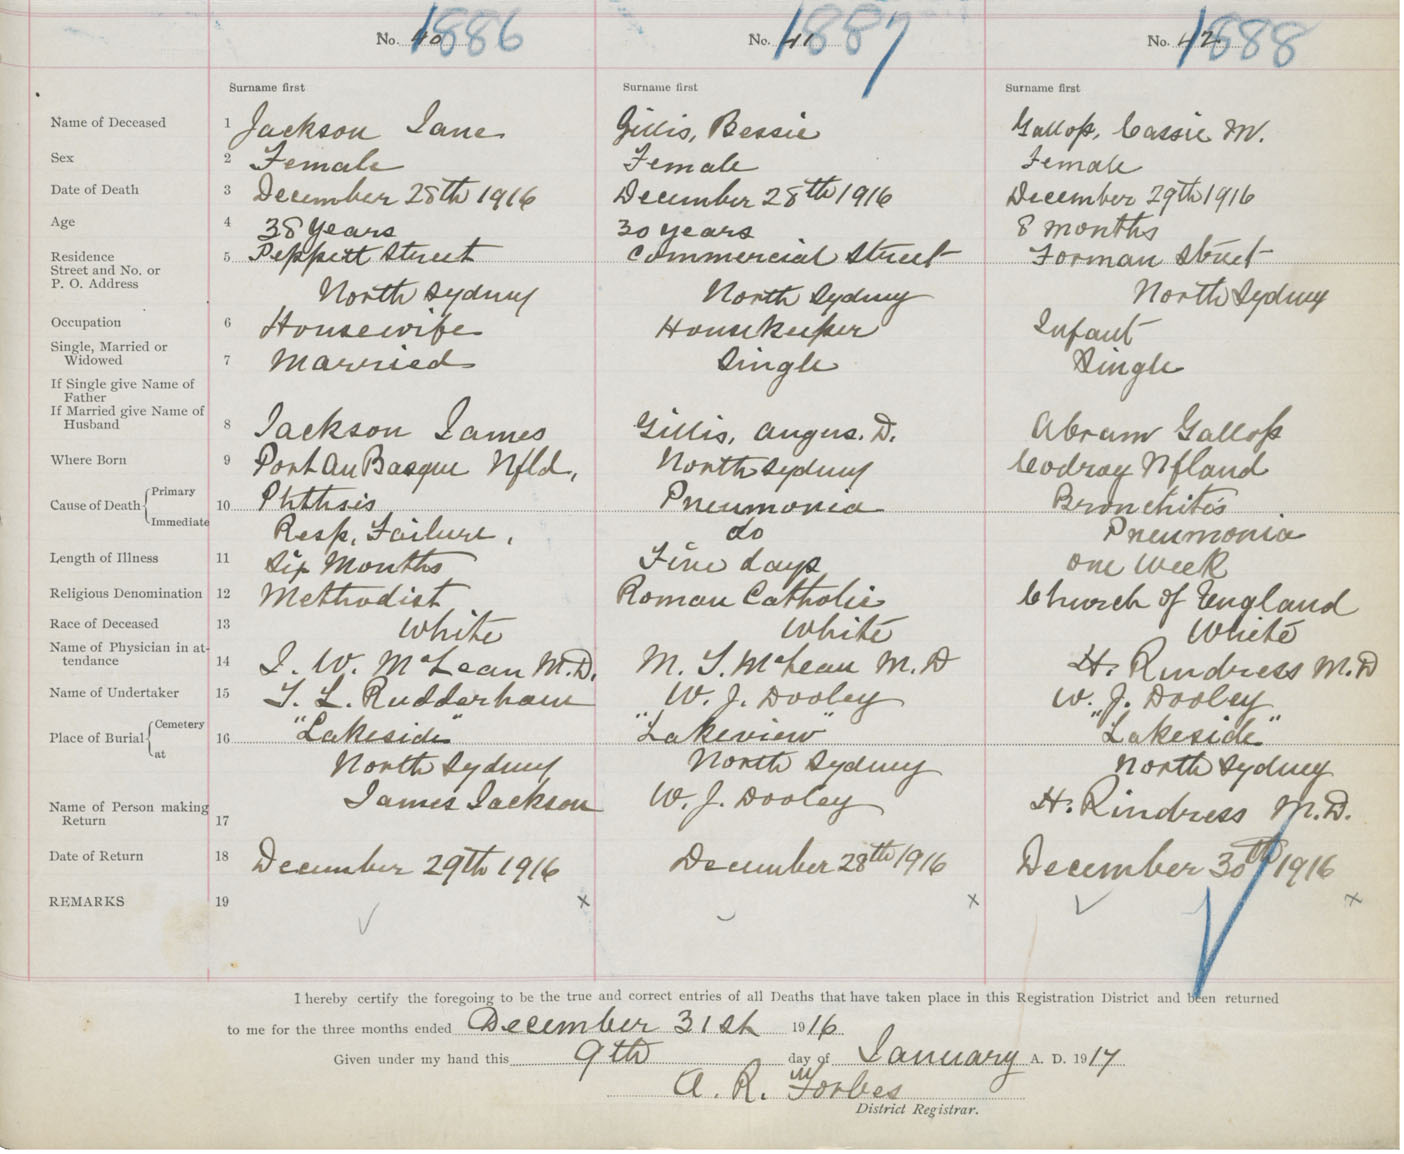 No. 40 1886 No. 41 1887 No. 42 1888
Surname first Surname first Surname first
Name of Deceased 1 Jackson Jane Gillis, Bessie Gallop, Cassie M.
Sex 2 Female Female Female
Date of Death 3 December 28th 1916 December 28th 1916 December 29th 1916
Age 4 38 years 30 years 8 months
Residence 5 Peppitt Street Commercial Street Forman Street
Street and No. or
P. O. Address North Sydney North Sydney North Sydney
Occupation 6 Housewife Housekeeper Infant
Single, Married or
Widowed 7 Married Single Single
If Single give Name of
Father
If Married give Name of
Husband 8 Jackson James Gillis, Angus. D. Abram Gallop
Where Born 9 Port Au Basque Nfld, North Sydney Codroy Nfland
Cause of Death Primary 10 Phthsis Pneumonia Bronchitis
Immediate Resp, Failure, do Pneumonia
Length of Illness 11 Six Months Five days One Week
Religious Denomination 12 Methodist Roman Catholic Church of England
Race of Deceased 13 White White White
Name of Physician in at-
tendance 14 J. W. McLean M.D. M. T. McLean M. D H. Rindress M.D
Name of Undertaker 15 T. L. Rudderham W. J. Dooley W. J. Dooley
Place of Burial Cemetery 16 "Lakeside" "Lakeview" "Lakeside"
at North Sydney North Sydney North Sydney
Name of Person making
Return 17 James Jackson W. J. Dooley H. Rindress M.D.
Date of Return 18 December 29th 1916 December 28th 1916 December 30th 1916
REMARKS 19 x x x
I hereby certify the foregoing to be the true and correct entries of all Deaths that have taken place in this Registration District and been returned
to me for the three months ended December 31st 1916
Given under my hand this 9th day of January A. D. 1917
A. R. Forbes
District Registrar.